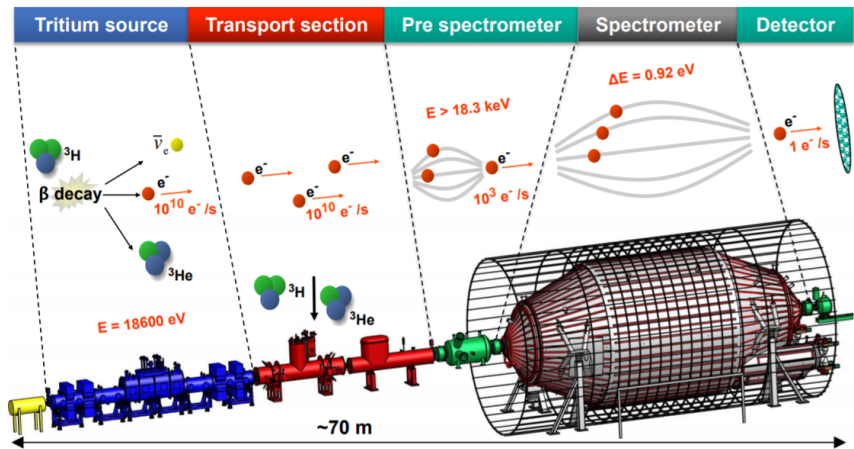 Tritium source
Transport section
Pre spectrometer
Spectrometer
Detector
ΔE = 0.92 eV
E > 18.3 keV
ν̄e
³H
e⁻
β decay
10¹⁰ e⁻/s
³He
e⁻
e⁻
e⁻
10¹⁰ e⁻/s
e⁻
10³ e⁻/s
e⁻
1 e⁻/s
³H
³He
E = 18600 eV
~70 m